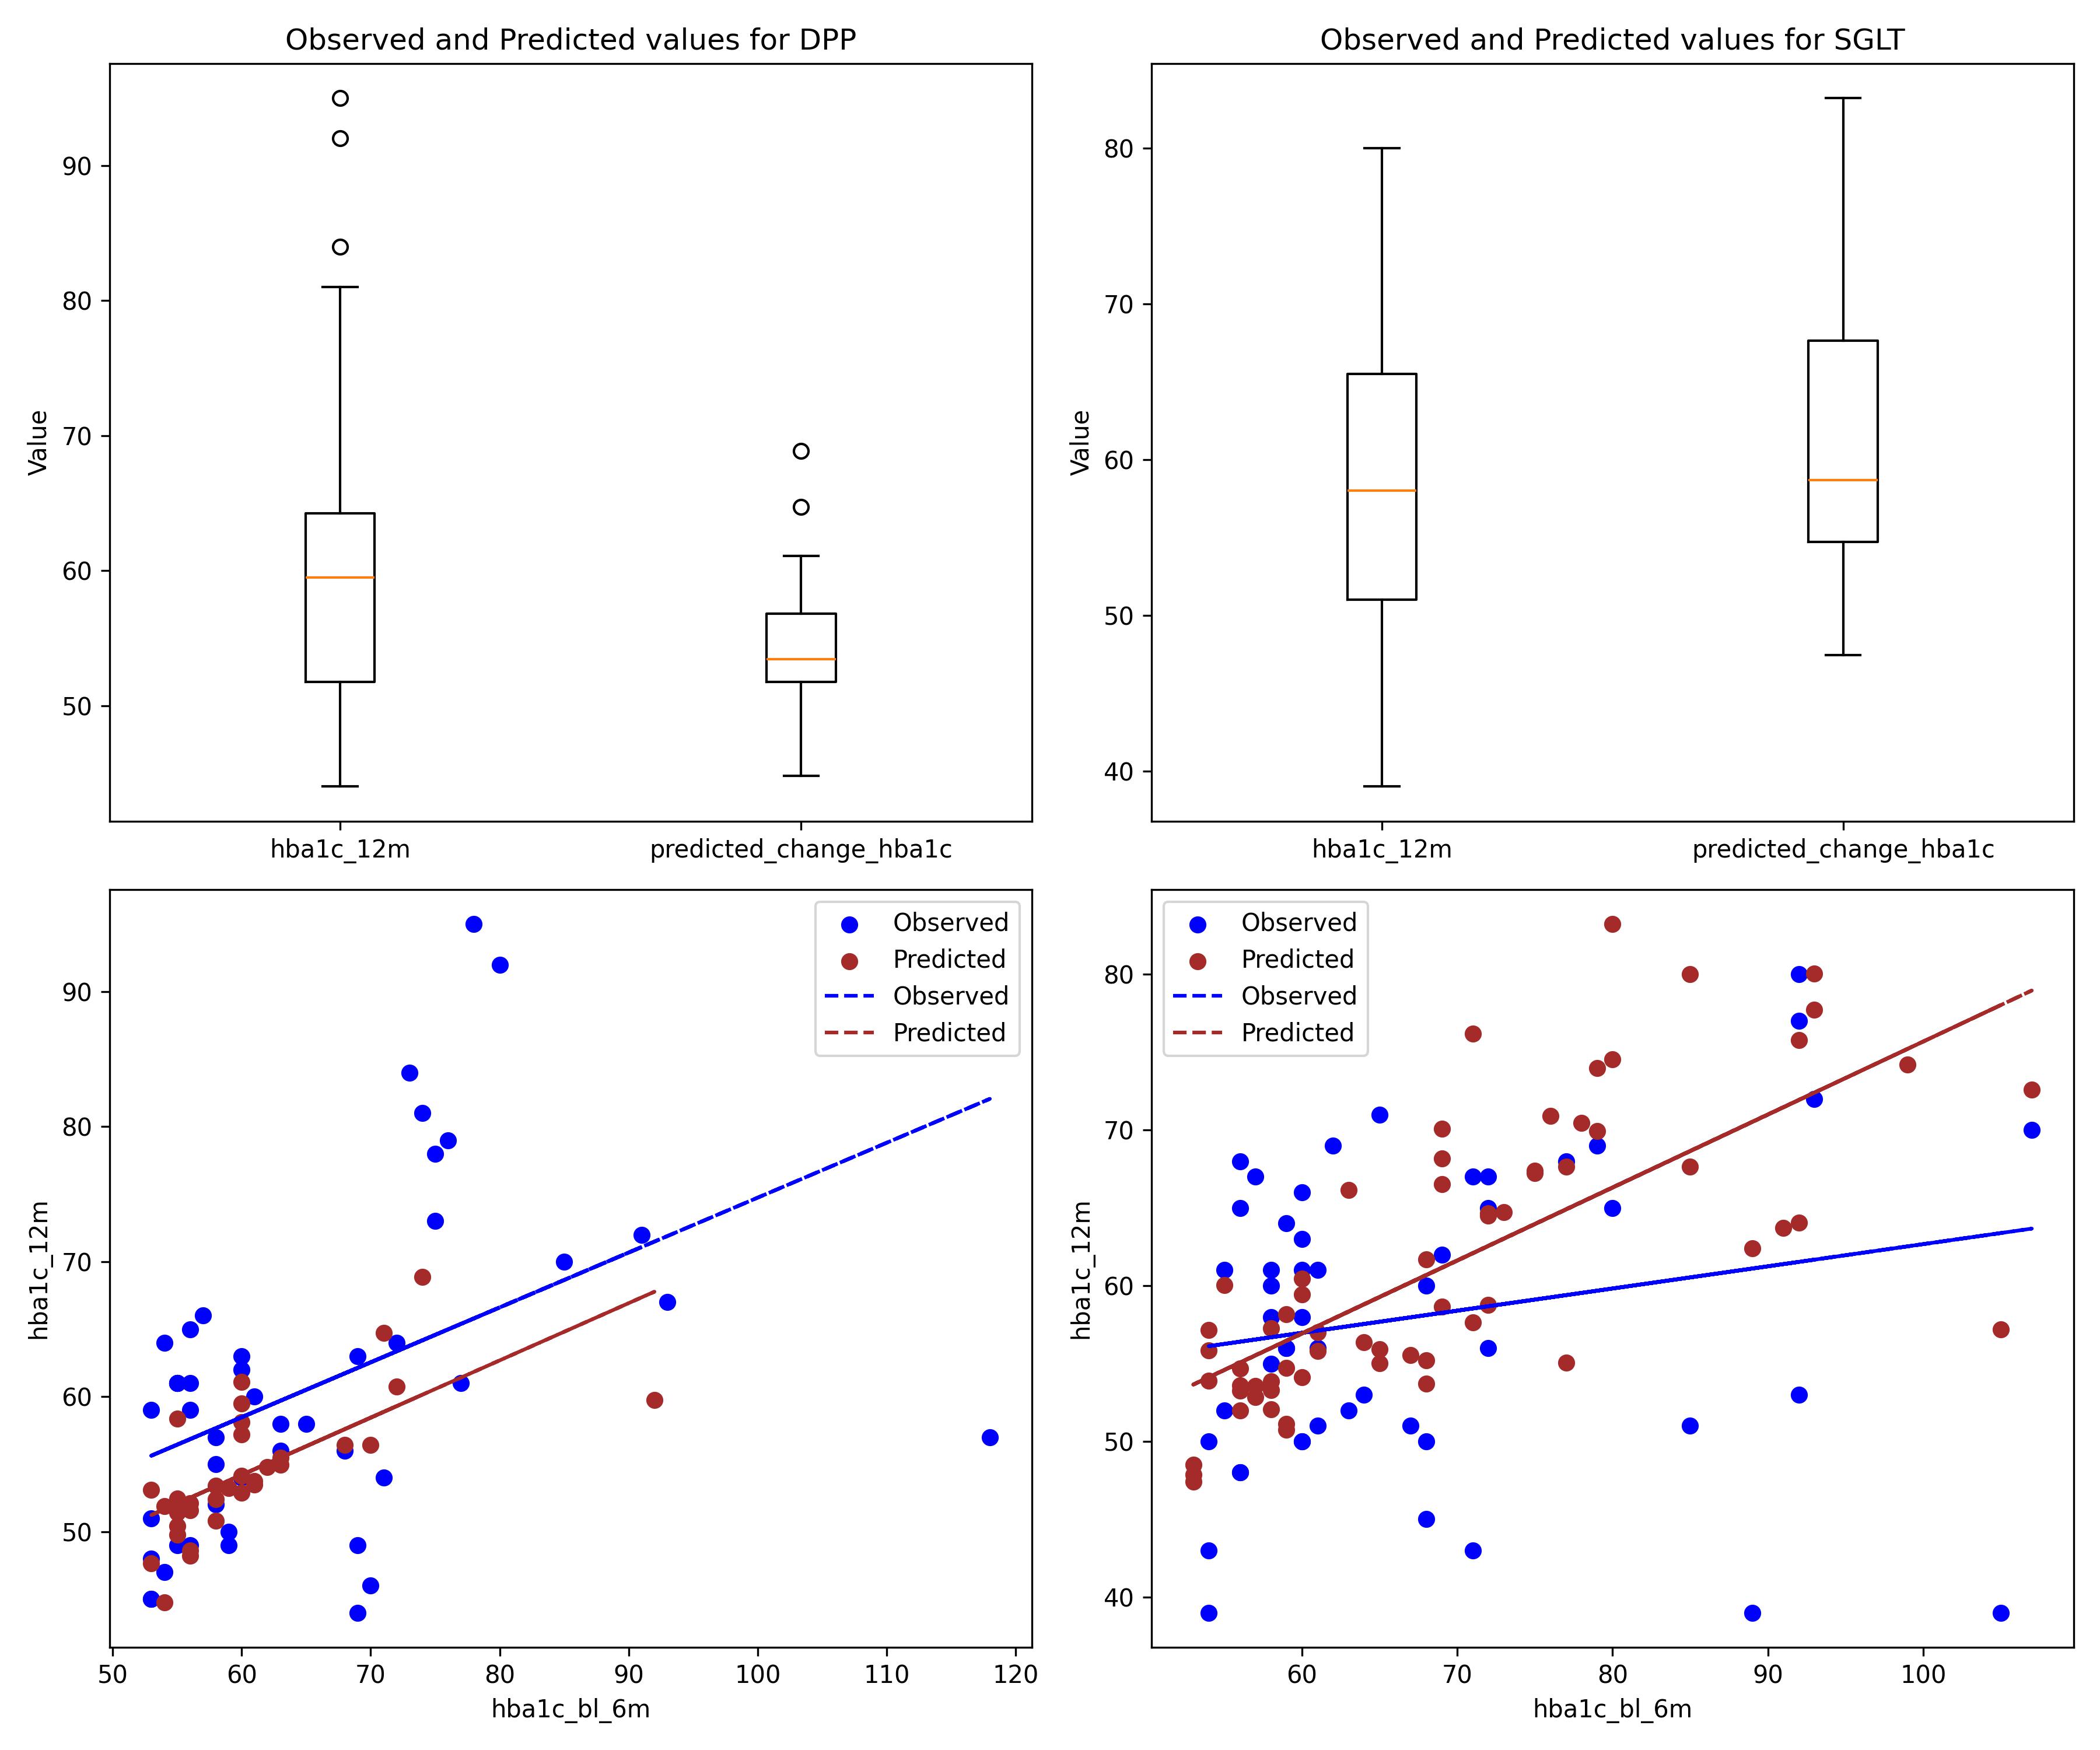 Observed and Predicted values for DPP
Value
90
80
70
60
50
hba1c_12m
predicted_change_hba1c
Observed and Predicted values for SGLT
Value
80
70
60
50
40
hba1c_12m
predicted_change_hba1c
Observed
Predicted
Observed
Predicted
hba1c_12m
90
80
70
60
50
50 60 70 80 90 100 110 120
hba1c_bl_6m
Observed
Predicted
Observed
Predicted
hba1c_12m
80
70
60
50
40
60 70 80 90 100
hba1c_bl_6m